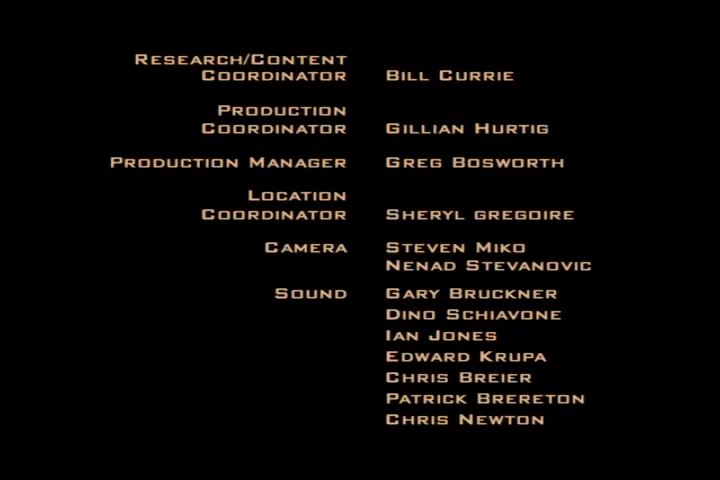 Research/Content
Coordinator Bill Currie
Production
Coordinator Gillian Hurtig
Production Manager Greg Bosworth
Location
Coordinator Sheryl gregoire
Camera Steven Miko
Nenad Stevanovic
Sound Gary Bruckner
Dino Schiavone
Ian Jones
Edward Krupa
Chris Breier
Patrick Brereton
Chris Newton